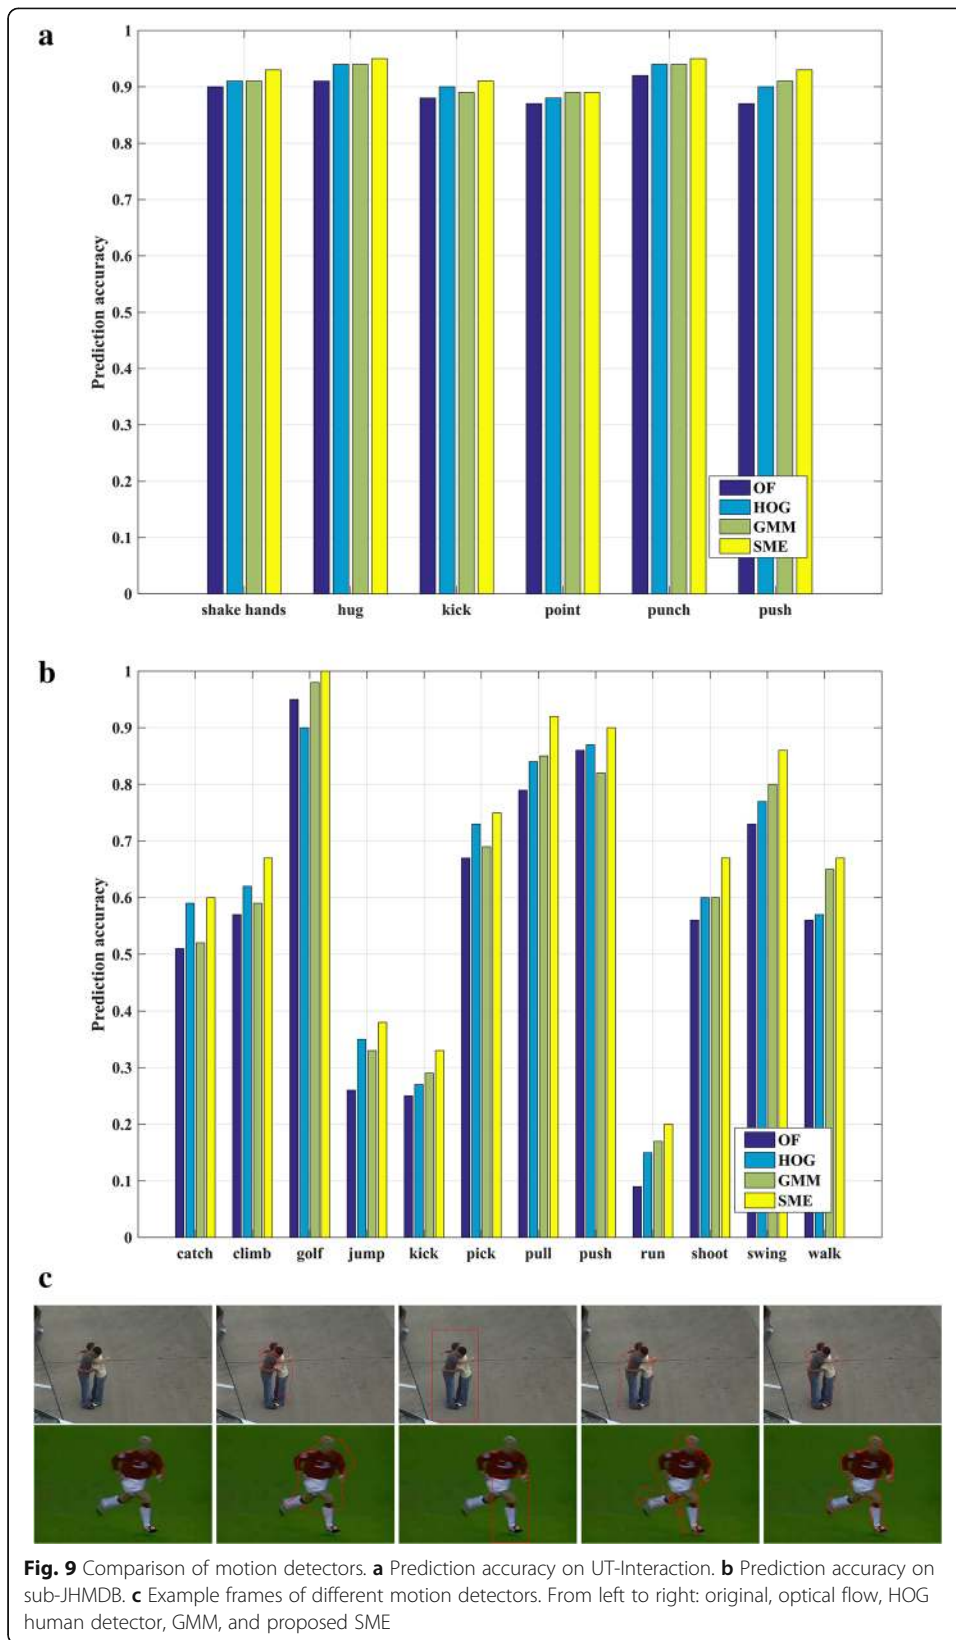 a
1
0.9
0.8
0.7
0.6
0.5
0.4
0.3
0.2
0.1
0
Prediction accuracy
OF
HOG
GMM
SME
shake hands hug kick point punch push
b
1
0.9
0.8
0.7
0.6
0.5
0.4
0.3
0.2
0.1
0
Prediction accuracy
OF
HOG
GMM
SME
catch climb golf jump kick pick pull push run shoot swing walk
c
Fig. 9 Comparison of motion detectors. a Prediction accuracy on UT-Interaction. b Prediction accuracy on
sub-JHMDB. c Example frames of different motion detectors. From left to right: original, optical flow, HOG
human detector, GMM, and proposed SME